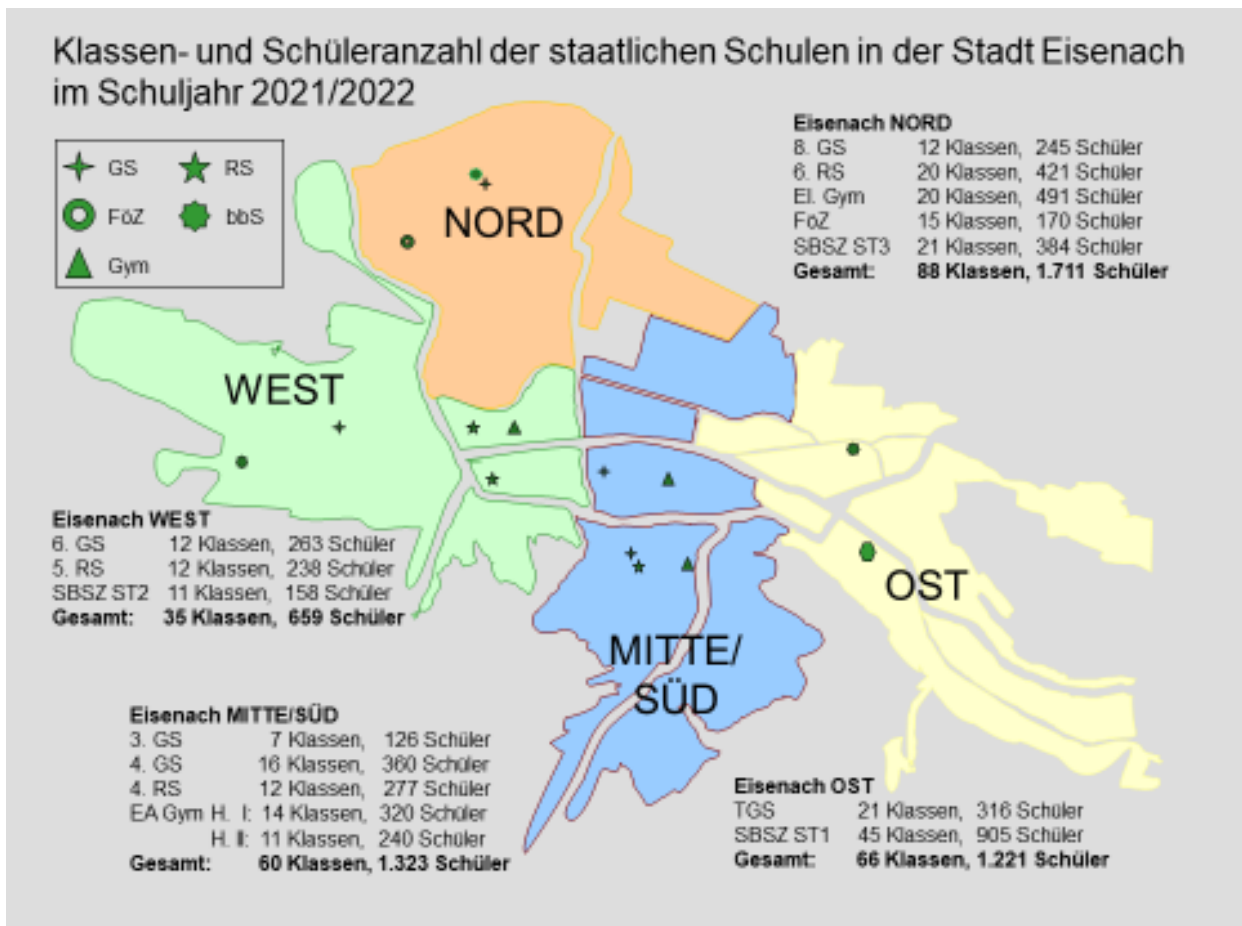 Klassen- und Schüleranzahl der staatlichen Schulen in der Stadt Eisenach
im Schuljahr 2021/2022
GS RS
FöZ bbS
Gym
Eisenach NORD
8. GS 12 Klassen, 245 Schüler
6. RS 20 Klassen, 421 Schüler
El. Gym 20 Klassen, 491 Schüler
FöZ 15 Klassen, 170 Schüler
SBSZ ST3 21 Klassen, 384 Schüler
Gesamt: 88 Klassen, 1.711 Schüler
NORD
WEST
OST
MITTE/
SÜD
Eisenach WEST
6. GS 12 Klassen, 263 Schüler
5. RS 12 Klassen, 238 Schüler
SBSZ ST2 11 Klassen, 158 Schüler
Gesamt: 35 Klassen, 659 Schüler
Eisenach MITTE/SÜD
3. GS 7 Klassen, 126 Schüler
4. GS 16 Klassen, 360 Schüler
4. RS 12 Klassen, 277 Schüler
EA Gym H. I: 14 Klassen, 320 Schüler
H. II: 11 Klassen, 240 Schüler
Gesamt: 60 Klassen, 1.323 Schüler
Eisenach OST
TGS 21 Klassen, 316 Schüler
SBSZ ST1 45 Klassen, 905 Schüler
Gesamt: 66 Klassen, 1.221 Schüler